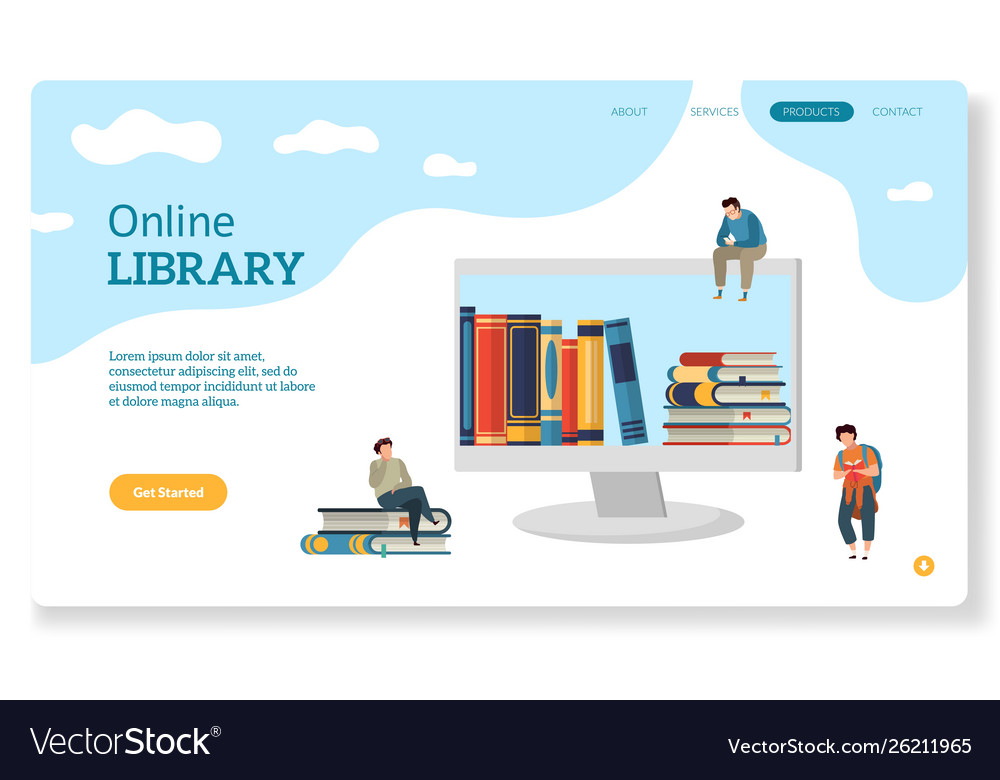 ABOUT SERVICES PRODUCTS CONTACT
Online
LIBRARY
Lorem ipsum dolor sit amet,
consectetur adipiscing elit, sed do
eiusmod tempor incididunt ut labore
et dolore magna aliqua.
Get Started
VectorStock®
VectorStock.com/26211965